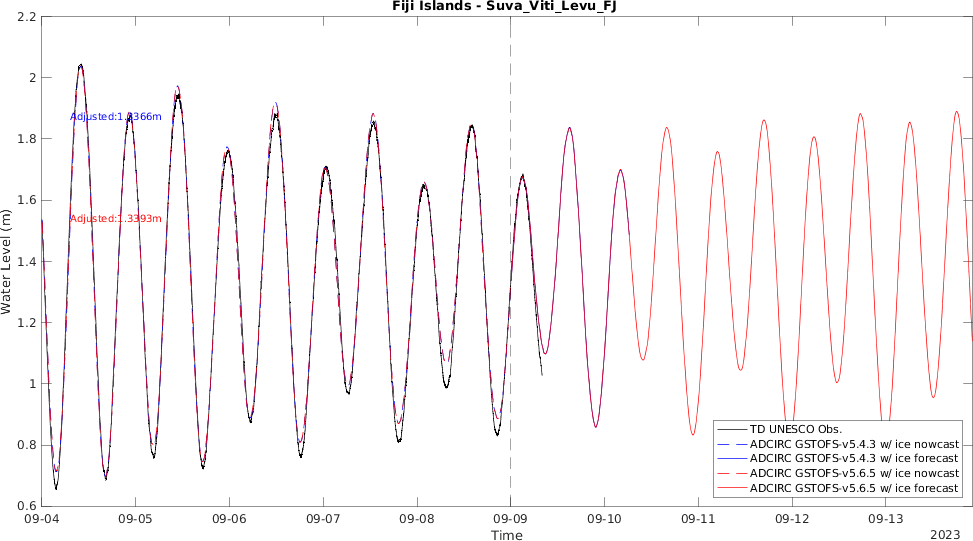 Fiji Islands - Suva_Viti_Levu_FJ
2.2
2
1.8
1.6
1.4
1.2
1
0.8
0.6
Water Level (m)
Adjusted:1.3366m
Adjusted:1.3393m
TD UNESCO Obs.
ADCIRC GSTOFS-v5.4.3 w/ ice nowcast
ADCIRC GSTOFS-v5.4.3 w/ ice forecast
ADCIRC GSTOFS-v5.6.5 w/ ice nowcast
ADCIRC GSTOFS-v5.6.5 w/ ice forecast
09-04 09-05 09-06 09-07 09-08 09-09 09-10 09-11 09-12 09-13
Time
2023